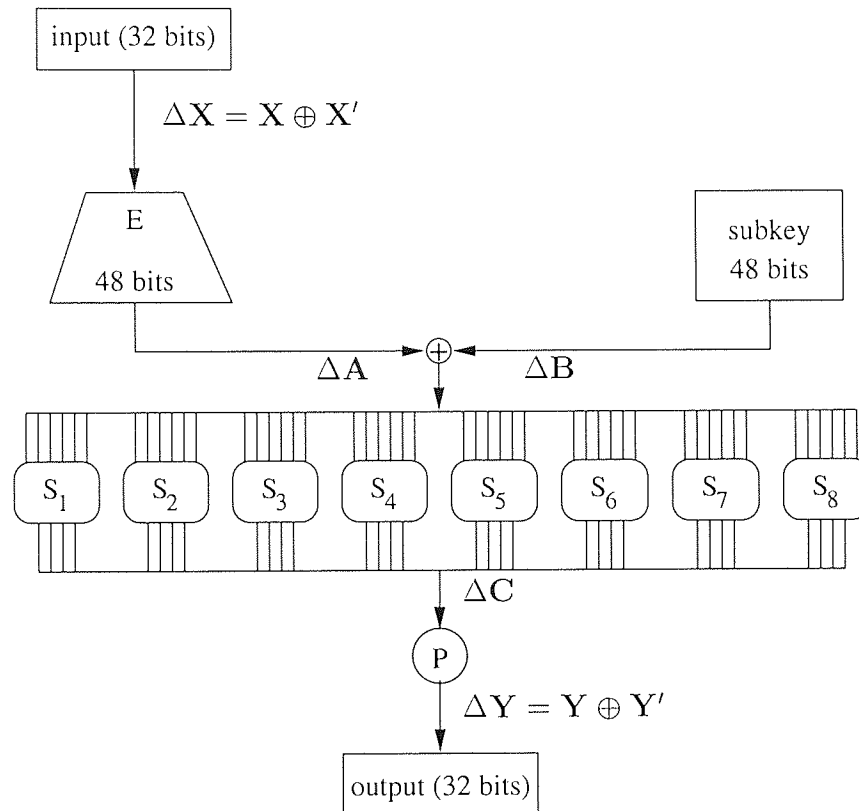 input (32 bits)
ΔX = X ⊕ X′
E
48 bits
subkey
48 bits
ΔA
ΔB
S₁ S₂ S₃ S₄ S₅ S₆ S₇ S₈
ΔC
P
ΔY = Y ⊕ Y′
output (32 bits)